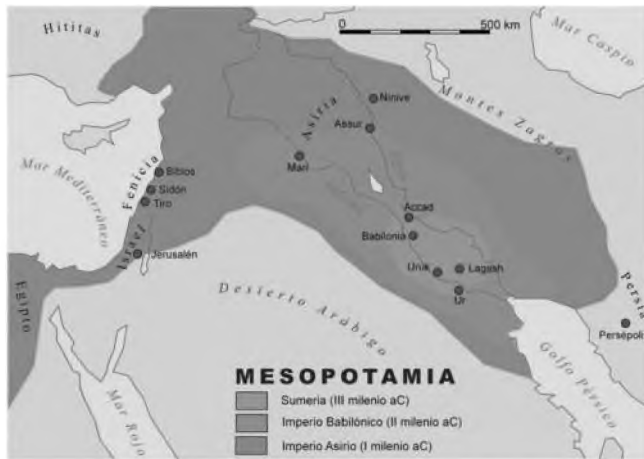 Hititas
0 500 km
Mar Caspio
Ninive
Asiria
Assur
Montes Zagros
Mari
Mar Mediterráneo
Fenicia
Biblos
Sidón
Tiro
Accad
Babilonia
Israel
Jerusalén
Uruk
Lagash
Ur
Egipto
Desierto Arábigo
Persia
Persépoli
Golfo Pérsico
Mar Rojo
MESOPOTAMIA
Sumeria (III milenio aC)
Imperio Babilónico (II milenio aC)
Imperio Asirio (I milenio aC)